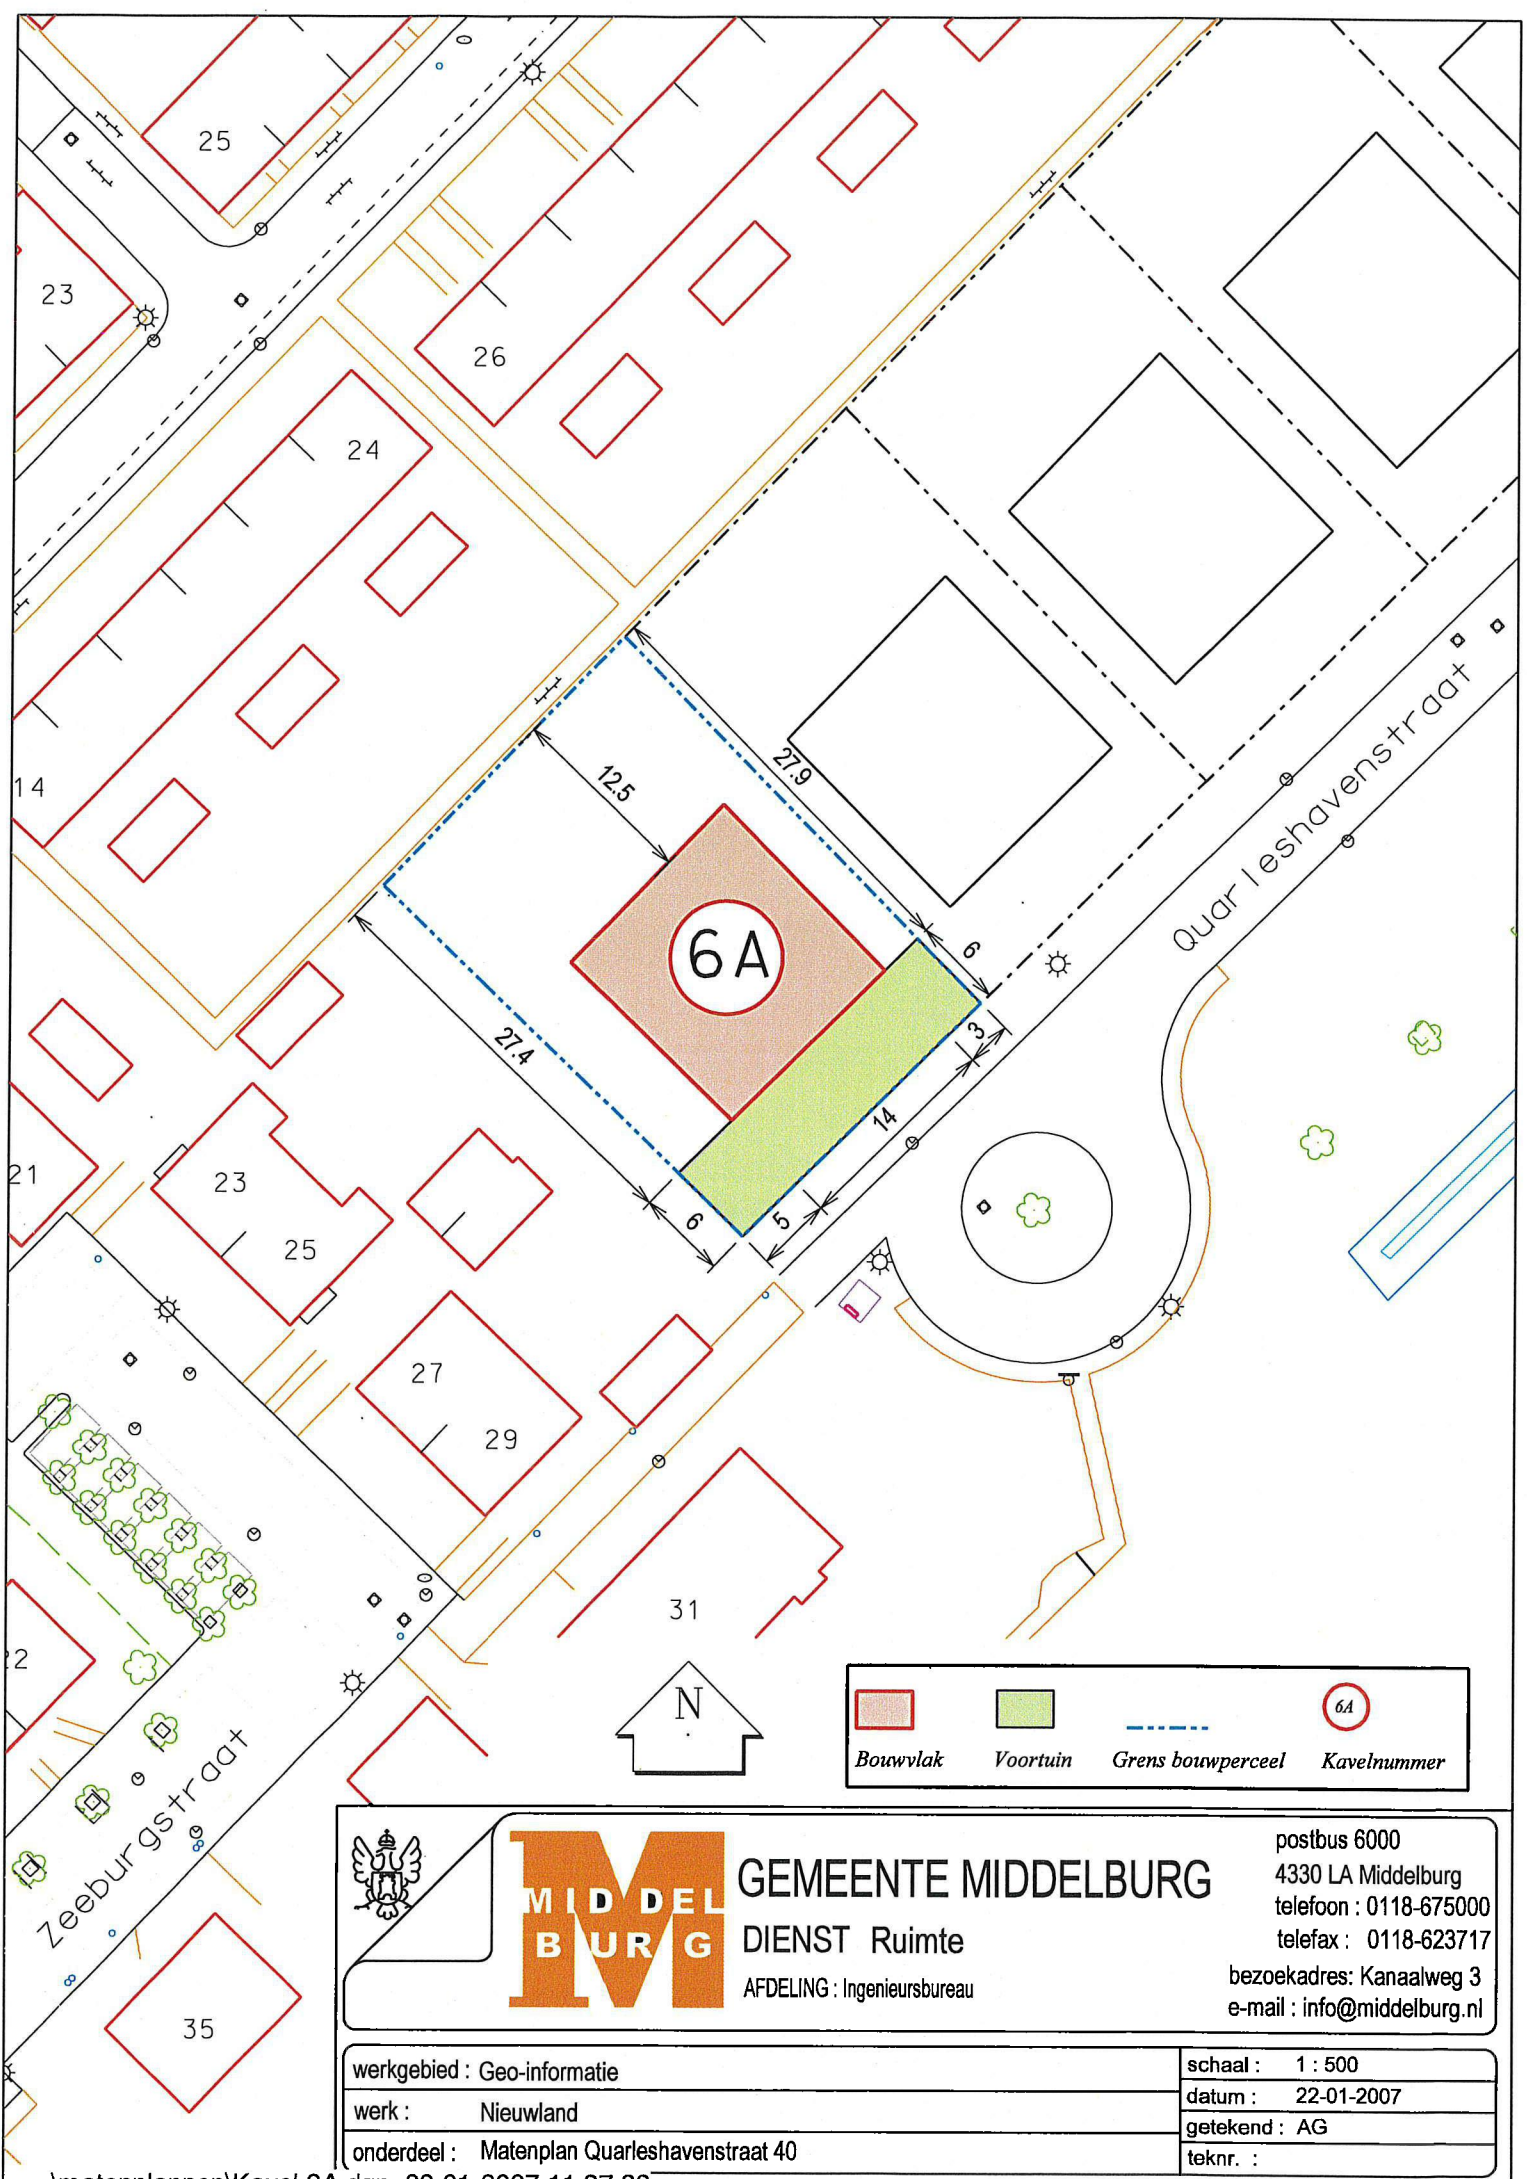 25
23
26
24
14
27.9
12.5
6A
6
3
14
27.4
6
5
Quarleshavenstraat
21
23
25
27
29
31
22
Zeeburgstraat
35
N
6A
Bouwvlak Voortuin Grens bouwperceel Kavelnummer
MIDDEL
BURG
GEMEENTE MIDDELBURG
DIENST Ruimte
AFDELING : Ingenieursbureau
postbus 6000
4330 LA Middelburg
telefoon : 0118-675000
telefax : 0118-623717
bezoekadres: Kanaalweg 3
e-mail : info@middelburg.nl
werkgebied : Geo-informatie
werk : Nieuwland
onderdeel : Matenplan Quarleshavenstraat 40
schaal : 1 : 500
datum : 22-01-2007
getekend : AG
teknr. :